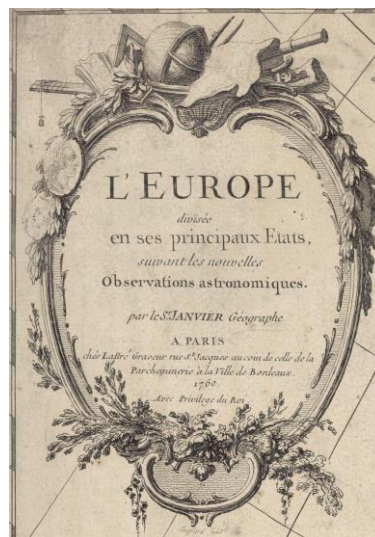 L'EUROPE
divisée
en ses principaux Etats,
suivant les nouvelles
Observations astronomiques.
par le Sr. JANVIER Géographe
A PARIS
chés Lattré Graveur rue St. Jacques au coin de celle de la
Parcheminerie à la Ville de Bordeaux.
1760
Avec Privilege du Roi